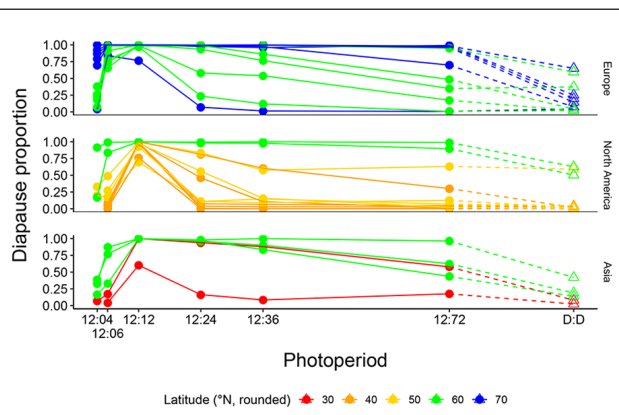 1.00
0.75
0.50
0.25
0.00
Europe
1.00
0.75
0.50
0.25
0.00
North America
1.00
0.75
0.50
0.25
0.00
Asia
Diapause proportion
12:04 12:12 12:24 12:36 12:72 D:D
12:06
Photoperiod
Latitude (°N, rounded) 30 40 50 60 70